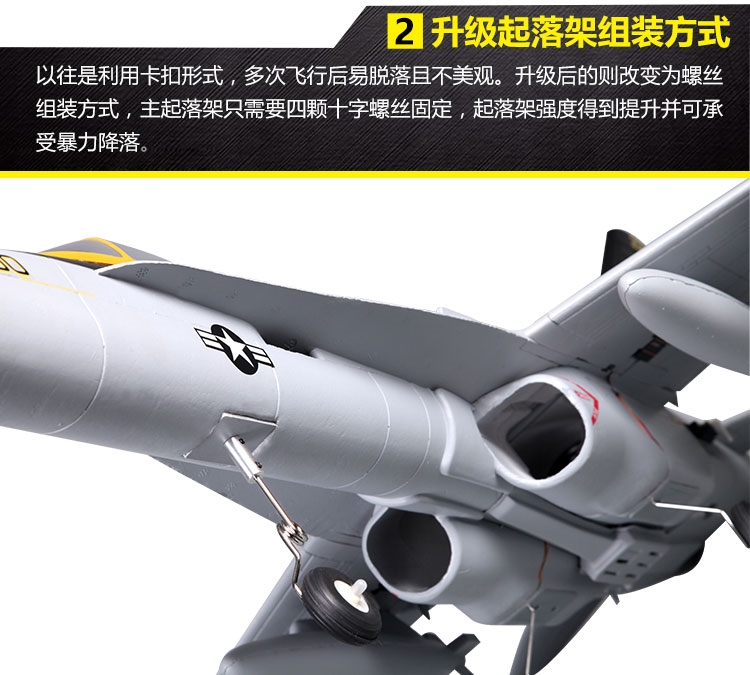 2 升级起落架组装方式
以往是利用卡扣形式，多次飞行后易脱落且不美观。升级后的则改变为螺丝
组装方式，主起落架只需要四颗十字螺丝固定，起落架强度得到提升并可承
受暴力降落。